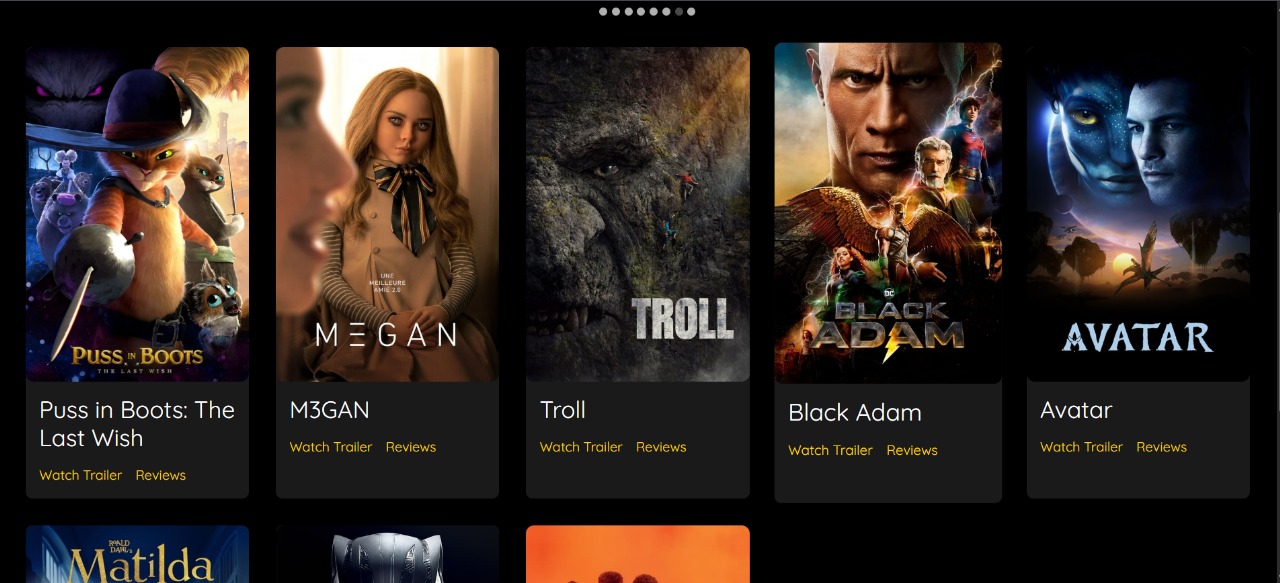 PUSS IN BOOTS
THE LAST WISH
UNE
MEILLEURE
AMIE 2.0
MEGAN
TROLL
DC
BLACK
ADAM
AVATAR
Puss in Boots: The
Last Wish
Watch Trailer Reviews
M3GAN
Watch Trailer Reviews
Troll
Watch Trailer Reviews
Black Adam
Watch Trailer Reviews
Avatar
Watch Trailer Reviews
ROALD
DAHL'S
Matilda